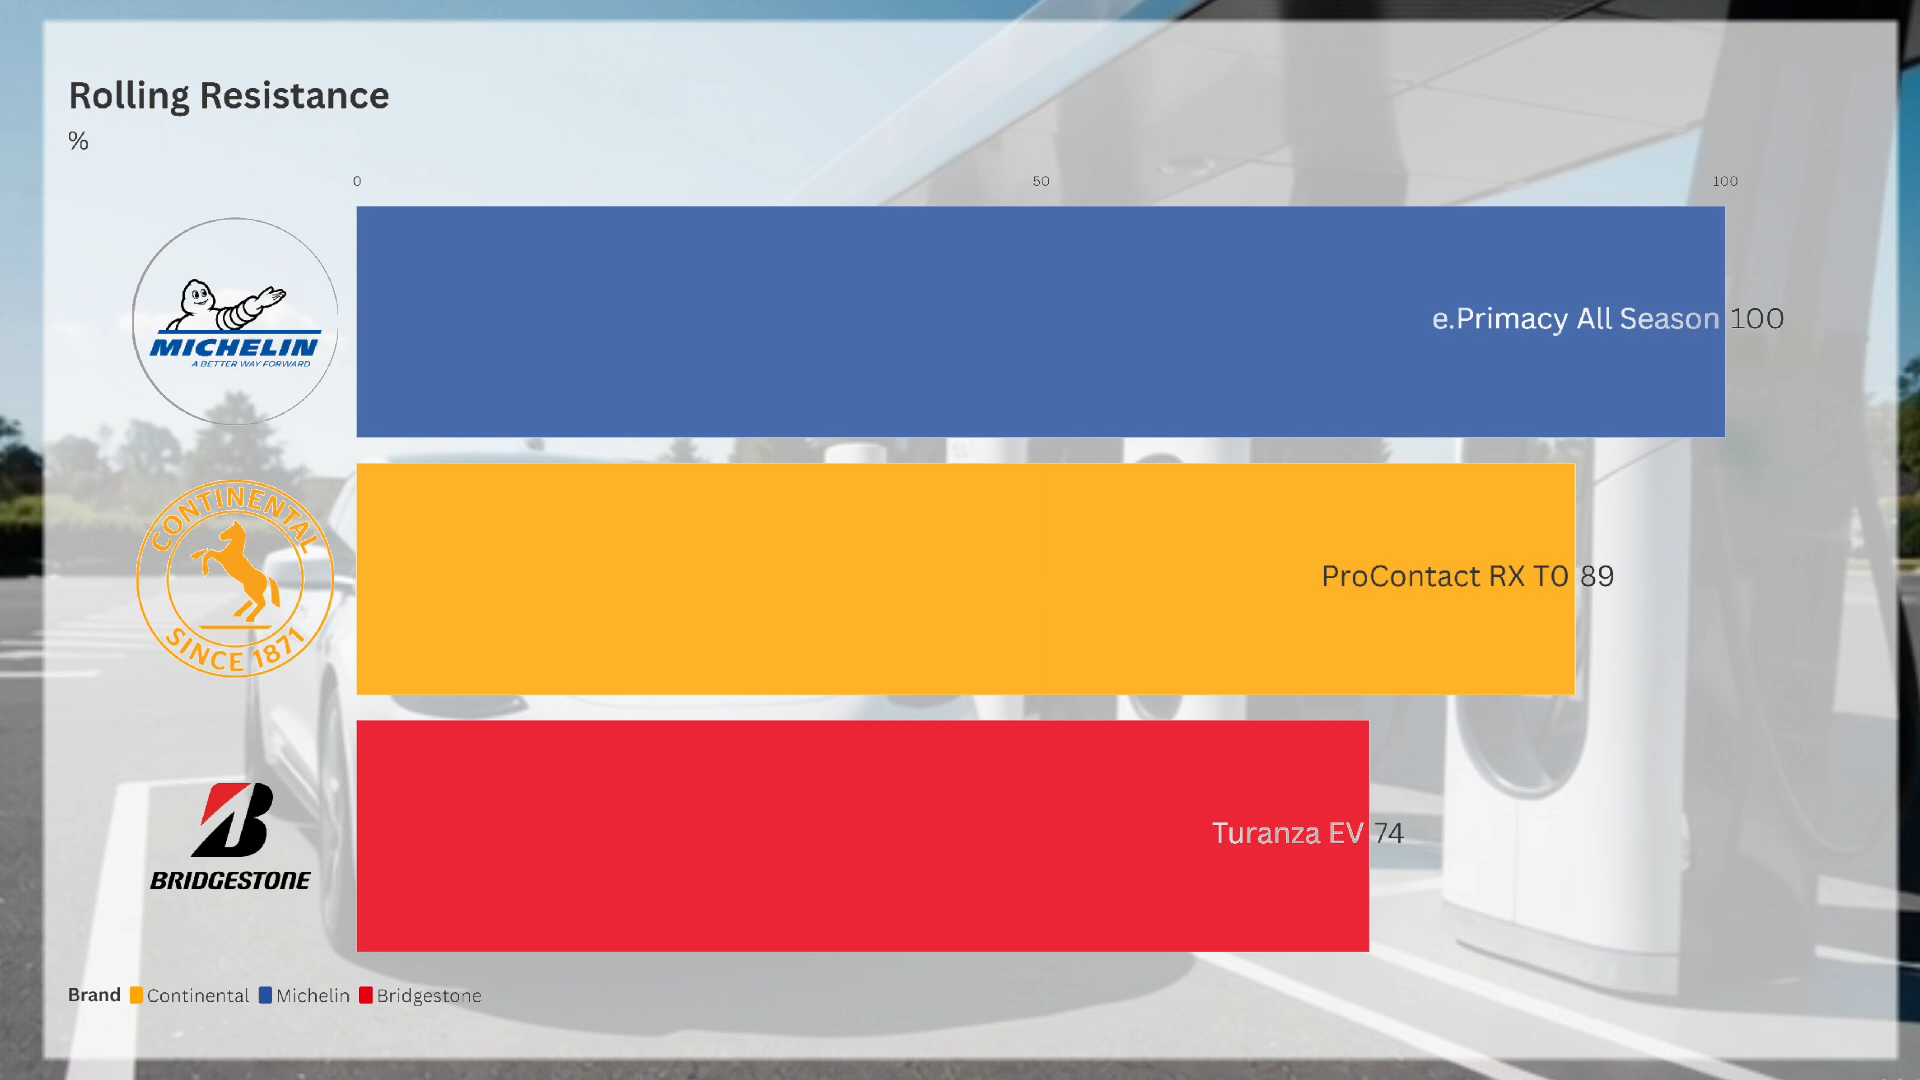 Rolling Resistance
%
0 50 100
MICHELIN
A BETTER WAY FORWARD
e.Primacy All Season 100
CONTINENTAL
SINCE 1871
ProContact RX T0 89
BRIDGESTONE
Turanza EV 74
Brand Continental Michelin Bridgestone